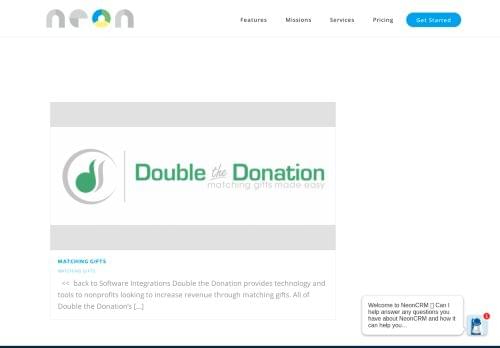 neon
Features Missions Services Pricing Get Started
Double the Donation
matching gifts made easy
MATCHING GIFTS
MATCHING GIFTS
<< back to Software Integrations Double the Donation provides technology and
tools to nonprofits looking to increase revenue through matching gifts. All of
Double the Donation's [...]
Welcome to NeonCRM ▯ Can I
help answer any questions you
have about NeonCRM and how it
can help you...
1